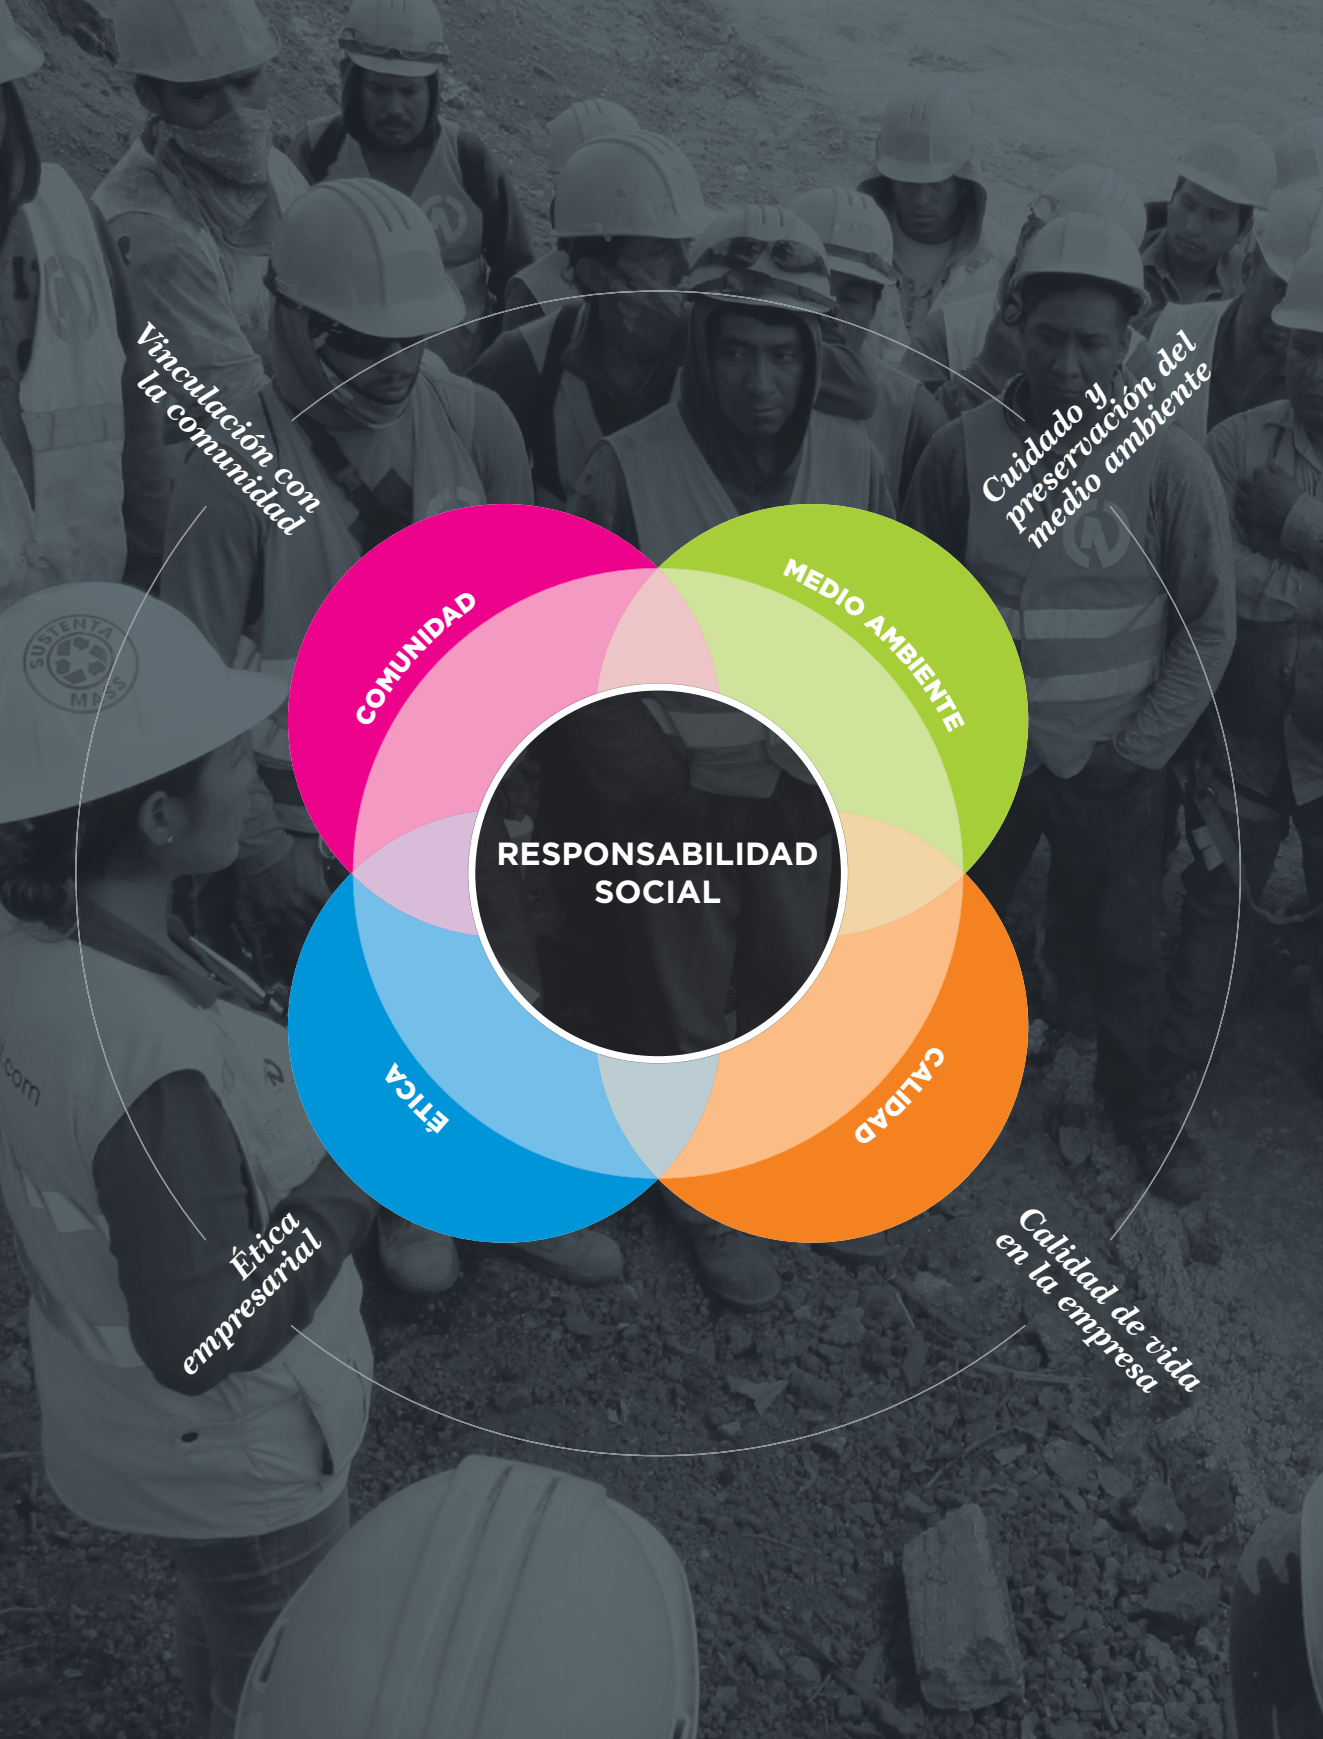 Vinculación con
la comunidad
Cuidado y
preservación del
medio ambiente
COMUNIDAD
MEDIO AMBIENTE
SUSTENTA
MASS
RESPONSABILIDAD
SOCIAL
.com
ÉTICA
CALIDAD
Ética
empresarial
Calidad de vida
en la empresa